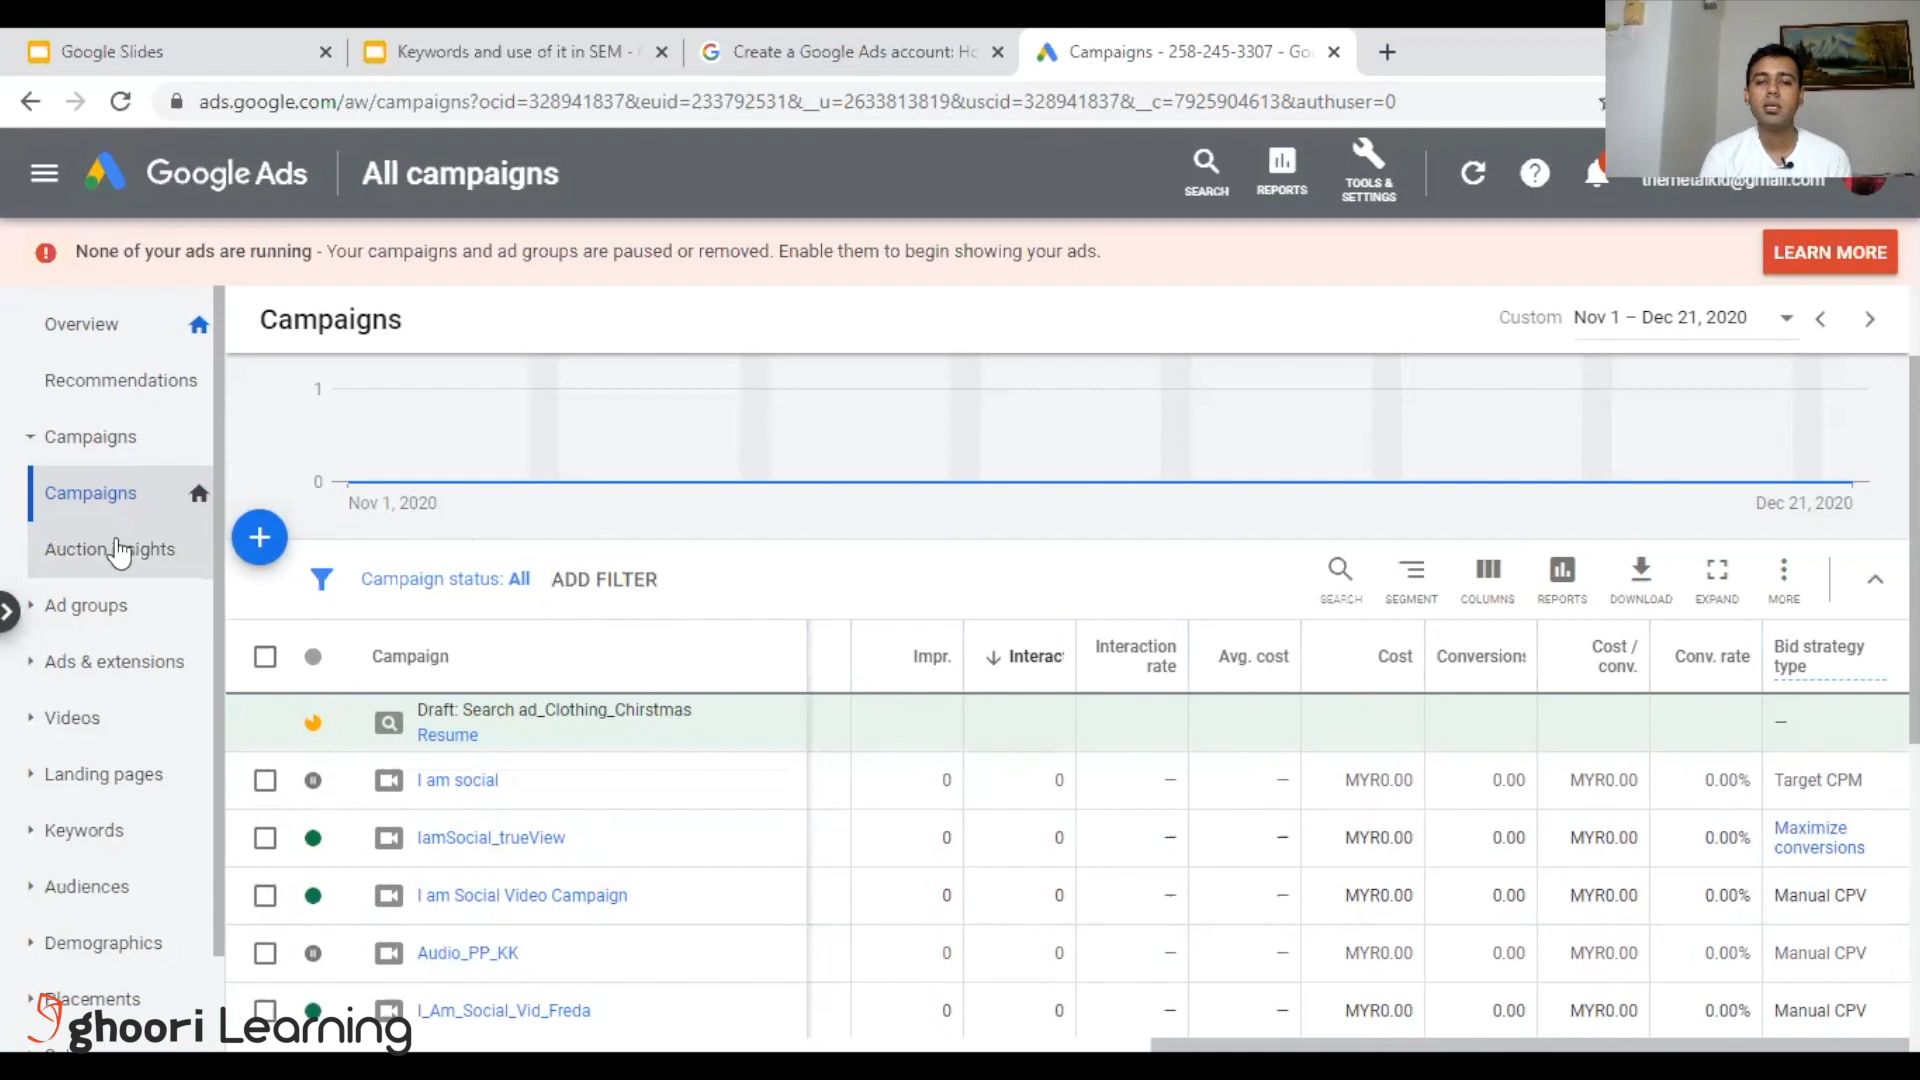 Google Slides
Keywords and use of it in SEM -
Create a Google Ads account: Ho
Campaigns - 258-245-3307 - Go
ads.google.com/aw/campaigns?ocid=328941837&euid=233792531&__u=2633813819&uscid=328941837&__c=7925904613&authuser=0
Google Ads
All campaigns
SEARCH
REPORTS
TOOLS &
SETTINGS
themetalkid@gmail.com
None of your ads are running - Your campaigns and ad groups are paused or removed. Enable them to begin showing your ads.
LEARN MORE
Overview
Recommendations
Campaigns
Campaigns
Auction insights
Ad groups
Ads & extensions
Videos
Landing pages
Keywords
Audiences
Demographics
Placements
Campaigns
Custom Nov 1 – Dec 21, 2020
1
0
Nov 1, 2020
Dec 21, 2020
Campaign status: All ADD FILTER
SEARCH SEGMENT COLUMNS REPORTS DOWNLOAD EXPAND MORE
Campaign Impr. Interac Interaction rate Avg. cost Cost Conversions Cost / conv. Conv. rate Bid strategy type
Draft: Search ad_Clothing_Chirstmas —
Resume
I am social 0 0 – – MYR0.00 0.00 MYR0.00 0.00% Target CPM
IamSocial_trueView 0 0 – – MYR0.00 0.00 MYR0.00 0.00% Maximize conversions
I am Social Video Campaign 0 0 – – MYR0.00 0.00 MYR0.00 0.00% Manual CPV
Audio_PP_KK 0 0 – – MYR0.00 0.00 MYR0.00 0.00% Manual CPV
I_Am_Social_Vid_Freda 0 0 – – MYR0.00 0.00 MYR0.00 0.00% Manual CPV
ghoori Learning